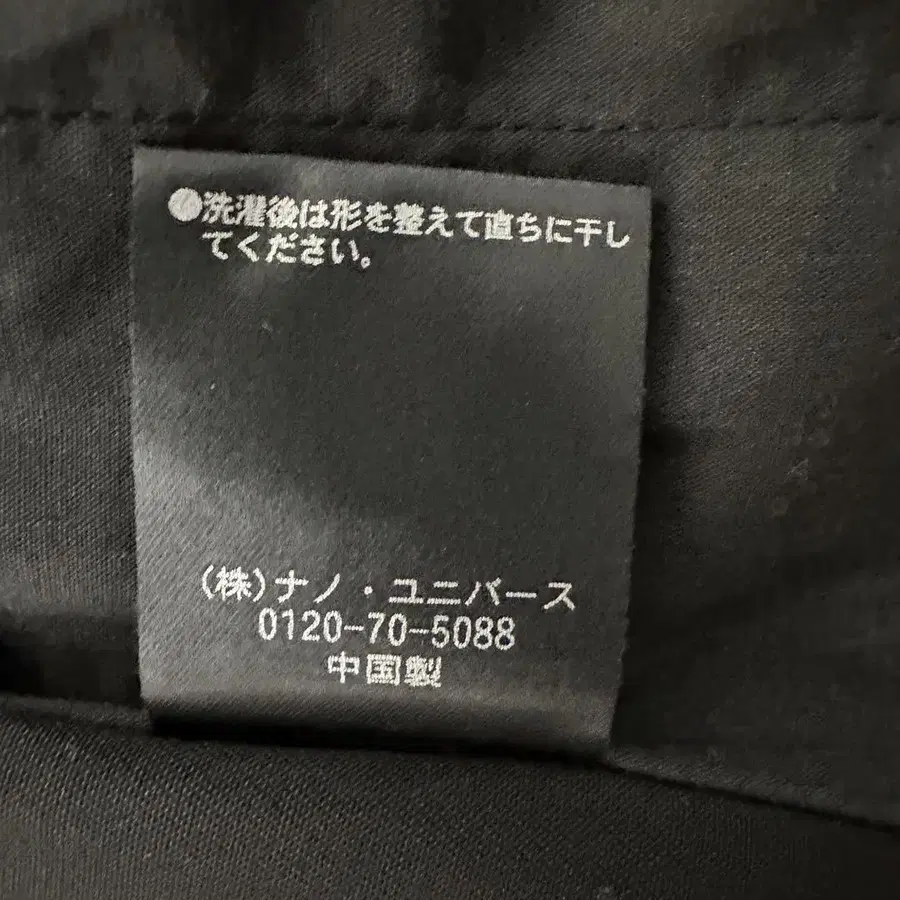 ●洗濯後は形を整えて直ちに干し
てください。
(株)ナノ・ユニバース
0120-70-5088
中国製